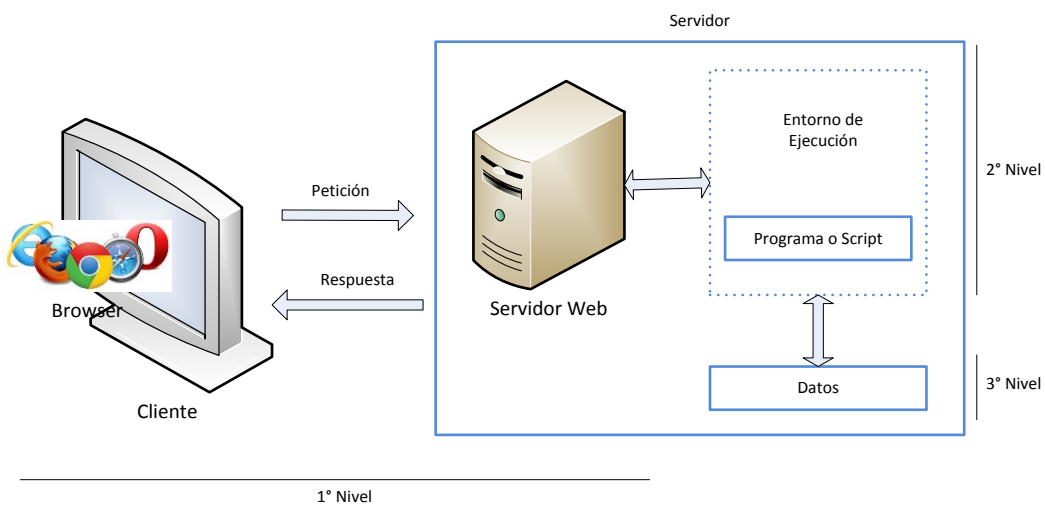 Servidor
Entorno de
Ejecución
2° Nivel
Petición
Programa o Script
Respuesta
Browser
Servidor Web
Datos
3° Nivel
Cliente
1° Nivel